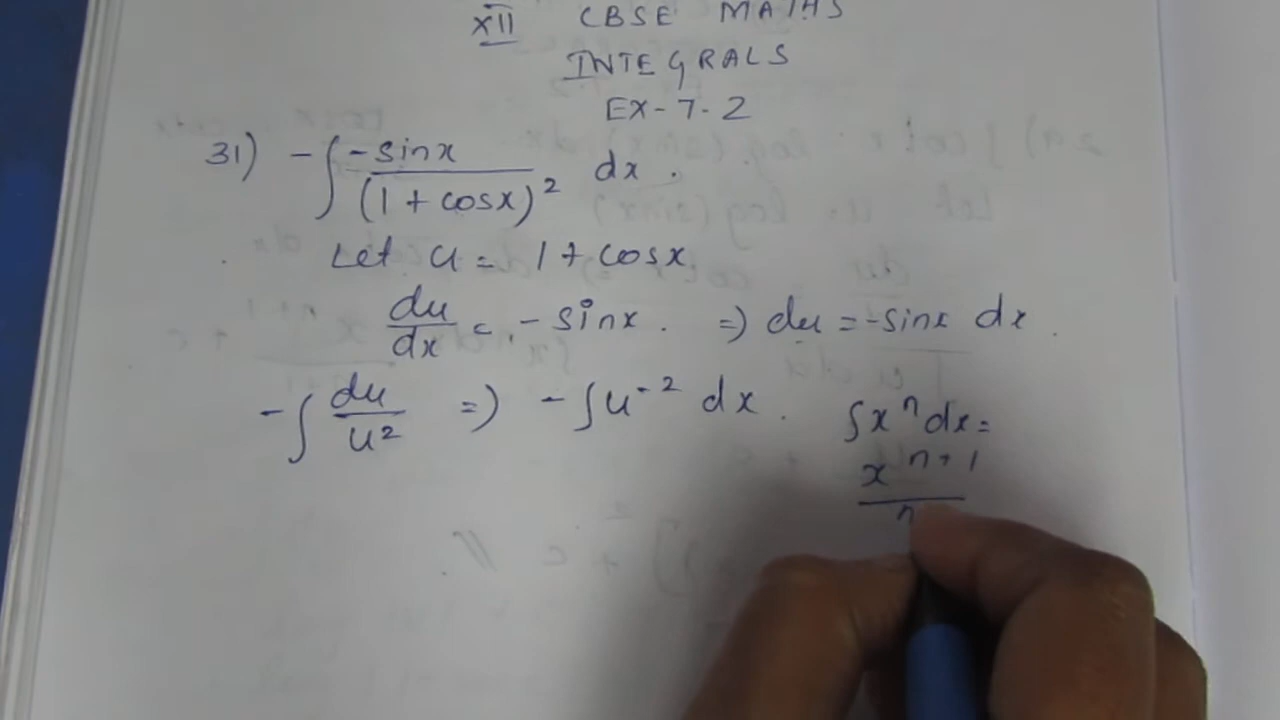 XII CBSE MATHS
INTEGRALS
EX-7-2
31) -∫ -sinx / (1 + cosx)² dx .
Let u = 1 + cosx
du/dx = - sinx . => du = -sinx dx .
-∫ du/u² => -∫u⁻² dx . ∫xⁿdx =
xⁿ⁺¹ / n